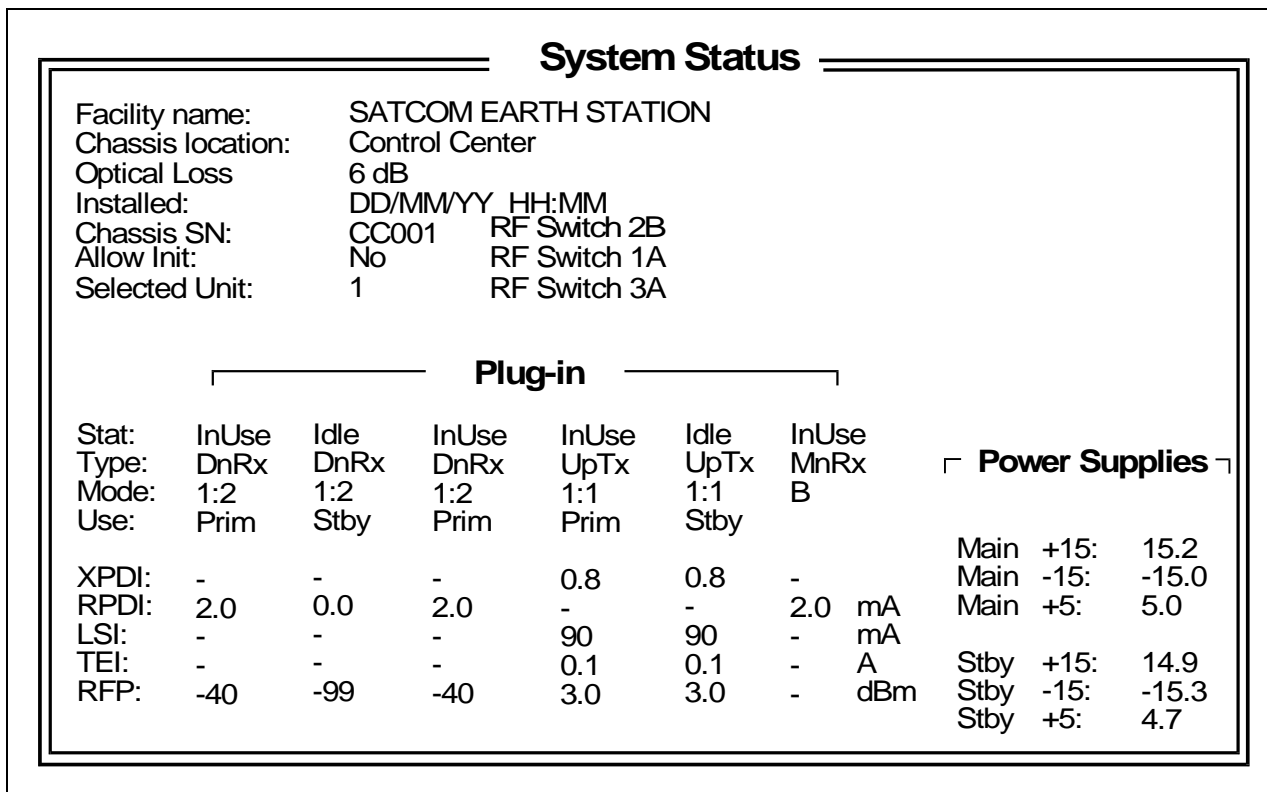 System Status
Facility name: SATCOM EARTH STATION
Chassis location: Control Center
Optical Loss 6 dB
Installed: DD/MM/YY HH:MM
Chassis SN: CC001 RF Switch 2B
Allow Init: No RF Switch 1A
Selected Unit: 1 RF Switch 3A
Plug-in
Stat: InUse Idle InUse InUse Idle InUse
Type: DnRx DnRx DnRx UpTx UpTx MnRx
Mode: 1:2 1:2 1:2 1:1 1:1 B
Use: Prim Stby Prim Prim Stby
XPDI: - - - 0.8 0.8 -
RPDI: 2.0 0.0 2.0 - - 2.0 mA
LSI: - - - 90 90 - mA
TEI: - - - 0.1 0.1 - A
RFP: -40 -99 -40 3.0 3.0 - dBm
Power Supplies
Main +15: 15.2
Main -15: -15.0
Main +5: 5.0
Stby +15: 14.9
Stby -15: -15.3
Stby +5: 4.7